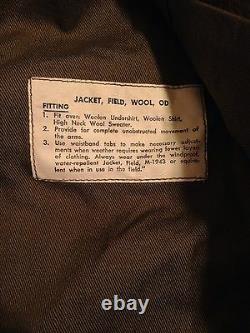 JACKET, FIELD, WOOL, OD
FITTING
1. Fit over Woolen Undershirt, Woolen Shirt,
High Neck Wool Sweater.
2. Provide for complete unobstructed movement of
the arms.
3. Use waistband tabs to make necessary adjust-
ments when weather requires wearing lower layers
of clothing. Always wear under the windproof,
water-repellent Jacket, Field, M-1943 or equiva-
lent when in use in the field."
© transbuddha